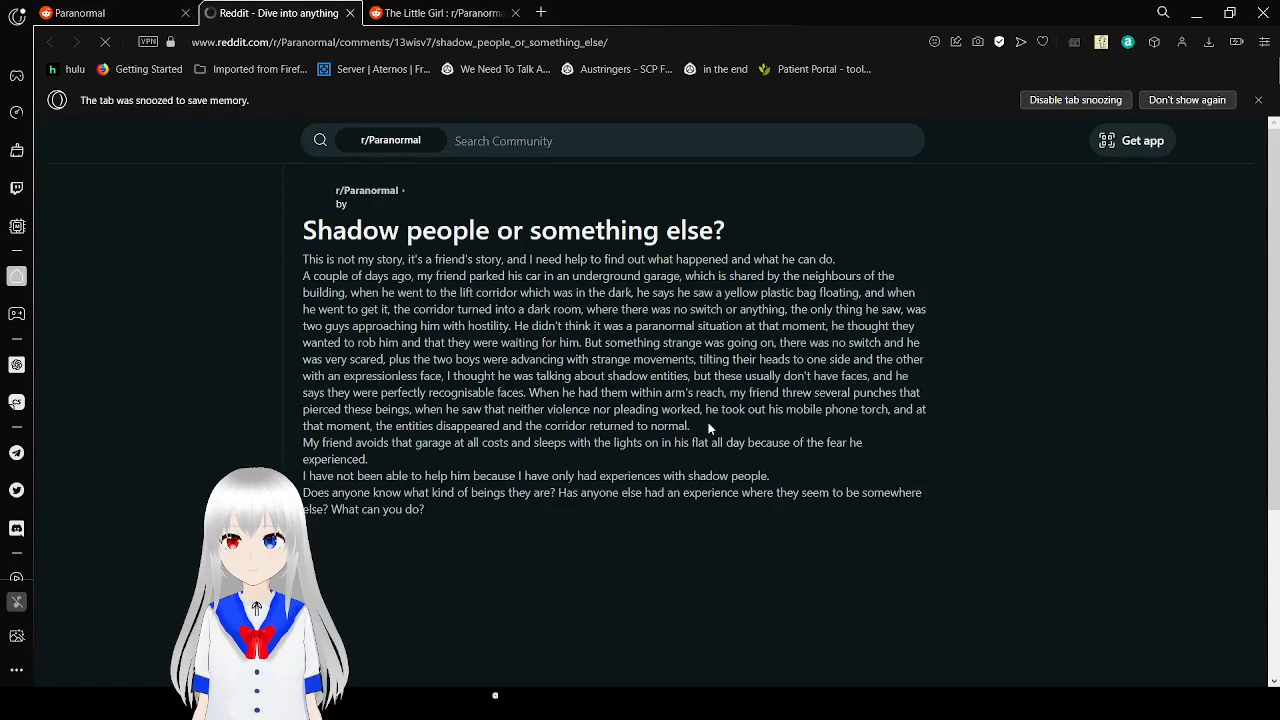 Paranormal
Reddit - Dive into anything
The Little Girl : r/Paranorma
VPN
www.reddit.com/r/Paranormal/comments/13wisv7/shadow_people_or_something_else/
hulu
Getting Started
Imported from Firef...
Server | Aternos | Fr...
We Need To Talk A...
Austringers - SCP F...
in the end
Patient Portal - tool...
The tab was snoozed to save memory.
Disable tab snoozing
Don't show again
r/Paranormal
Search Community
Get app
r/Paranormal •
by
Shadow people or something else?
This is not my story, it's a friend's story, and I need help to find out what happened and what he can do.
A couple of days ago, my friend parked his car in an underground garage, which is shared by the neighbours of the
building, when he went to the lift corridor which was in the dark, he says he saw a yellow plastic bag floating, and when
he went to get it, the corridor turned into a dark room, where there was no switch or anything, the only thing he saw, was
two guys approaching him with hostility. He didn't think it was a paranormal situation at that moment, he thought they
wanted to rob him and that they were waiting for him. But something strange was going on, there was no switch and he
was very scared, plus the two boys were advancing with strange movements, tilting their heads to one side and the other
with an expressionless face, I thought he was talking about shadow entities, but these usually don't have faces, and he
says they were perfectly recognisable faces. When he had them within arm's reach, my friend threw several punches that
pierced these beings, when he saw that neither violence nor pleading worked, he took out his mobile phone torch, and at
that moment, the entities disappeared and the corridor returned to normal.
My friend avoids that garage at all costs and sleeps with the lights on in his flat all day because of the fear he
experienced.
I have not been able to help him because I have only had experiences with shadow people.
Does anyone know what kind of beings they are? Has anyone else had an experience where they seem to be somewhere
else? What can you do?